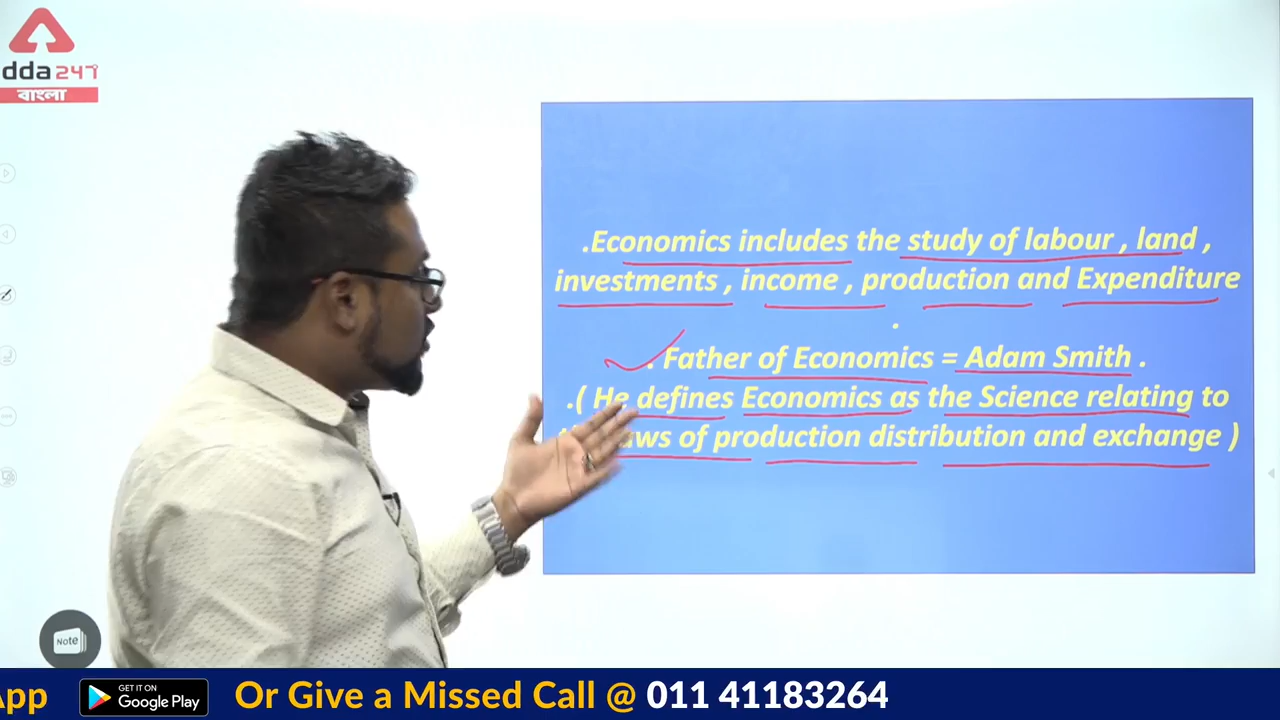 dda 247
বাংলা
.Economics includes the study of labour , land ,
investments , income , production and Expenditure
.
. Father of Economics = Adam Smith .
.( He defines Economics as the Science relating to
laws of production distribution and exchange )
Note
App
GET IT ON
Google Play
Or Give a Missed Call @ 011 41183264